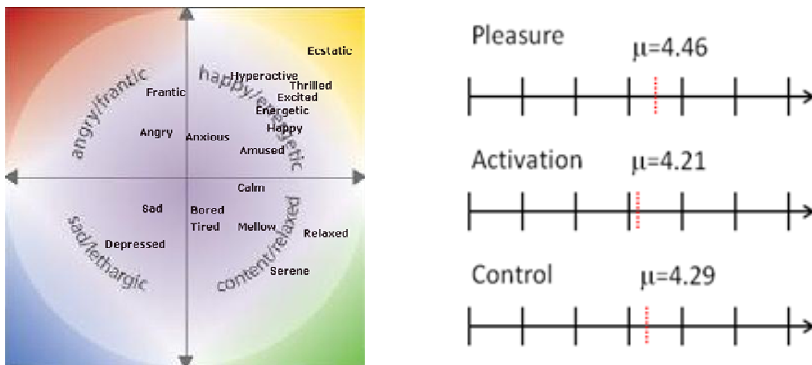 Ecstatic
Hyperactive
Thrilled
Frantic
Excited
Energetic
Happy
Angry
Anxious
Amused
angry/frantic
happy/energetic
Calm
Sad
Bored
Tired
Mellow
Relaxed
Depressed
Serene
sad/lethargic
content/relaxed
Pleasure
μ=4.46
Activation
μ=4.21
Control
μ=4.29